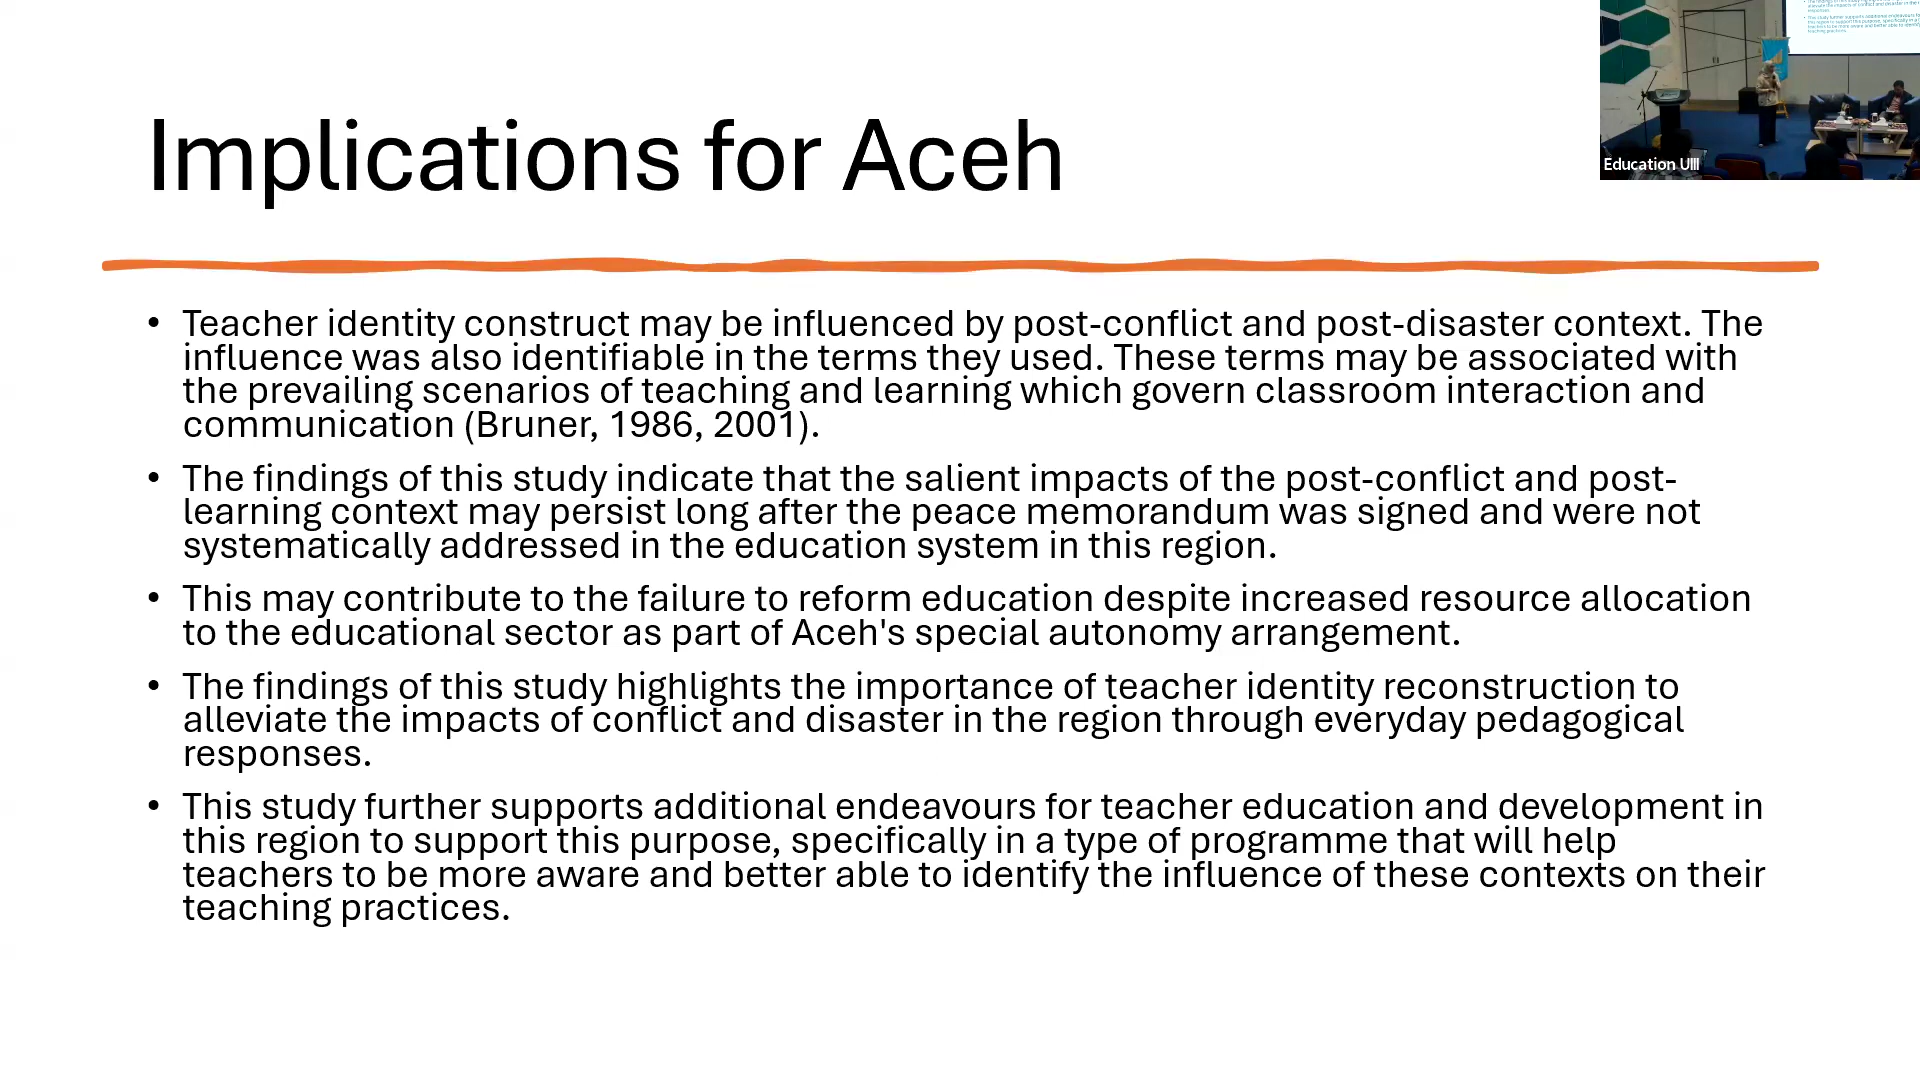 Implications for Aceh
Education UIII
• Teacher identity construct may be influenced by post-conflict and post-disaster context. The
influence was also identifiable in the terms they used. These terms may be associated with
the prevailing scenarios of teaching and learning which govern classroom interaction and
communication (Bruner, 1986, 2001).
• The findings of this study indicate that the salient impacts of the post-conflict and post-
learning context may persist long after the peace memorandum was signed and were not
systematically addressed in the education system in this region.
• This may contribute to the failure to reform education despite increased resource allocation
to the educational sector as part of Aceh's special autonomy arrangement.
• The findings of this study highlights the importance of teacher identity reconstruction to
alleviate the impacts of conflict and disaster in the region through everyday pedagogical
responses.
• This study further supports additional endeavours for teacher education and development in
this region to support this purpose, specifically in a type of programme that will help
teachers to be more aware and better able to identify the influence of these contexts on their
teaching practices.